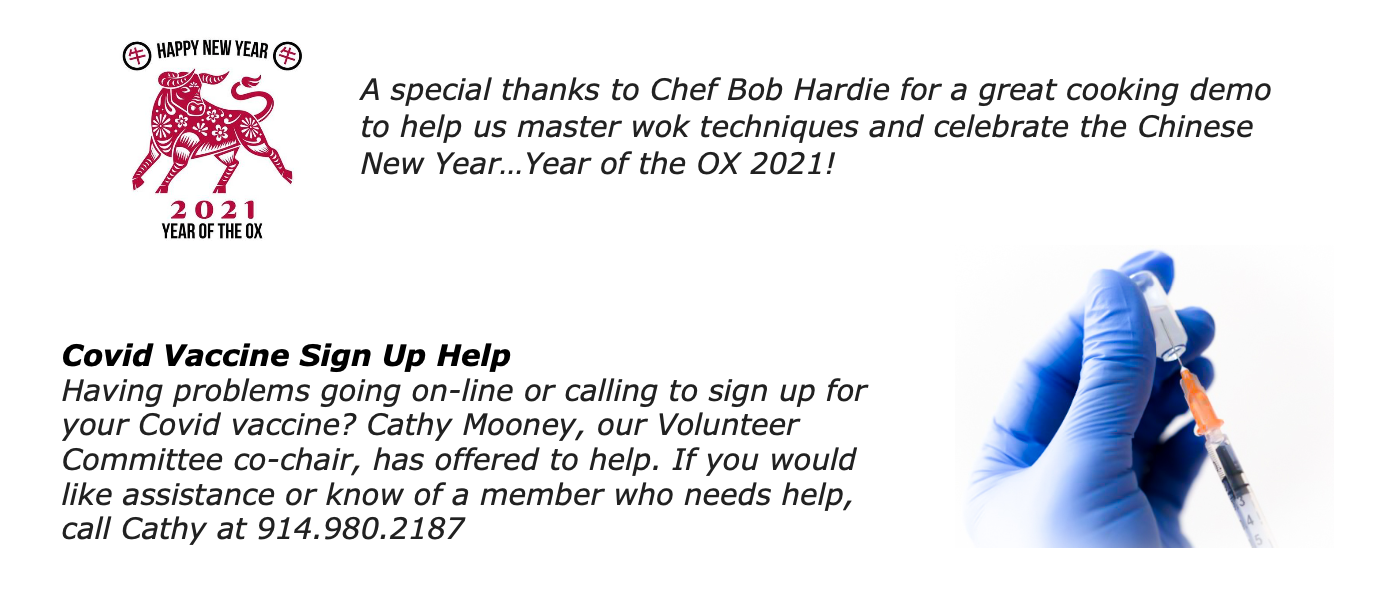 牛 HAPPY NEW YEAR 牛
2021
YEAR OF THE OX
A special thanks to Chef Bob Hardie for a great cooking demo
to help us master wok techniques and celebrate the Chinese
New Year…Year of the OX 2021!
Covid Vaccine Sign Up Help
Having problems going on-line or calling to sign up for
your Covid vaccine? Cathy Mooney, our Volunteer
Committee co-chair, has offered to help. If you would
like assistance or know of a member who needs help,
call Cathy at 914.980.2187
3
4
5